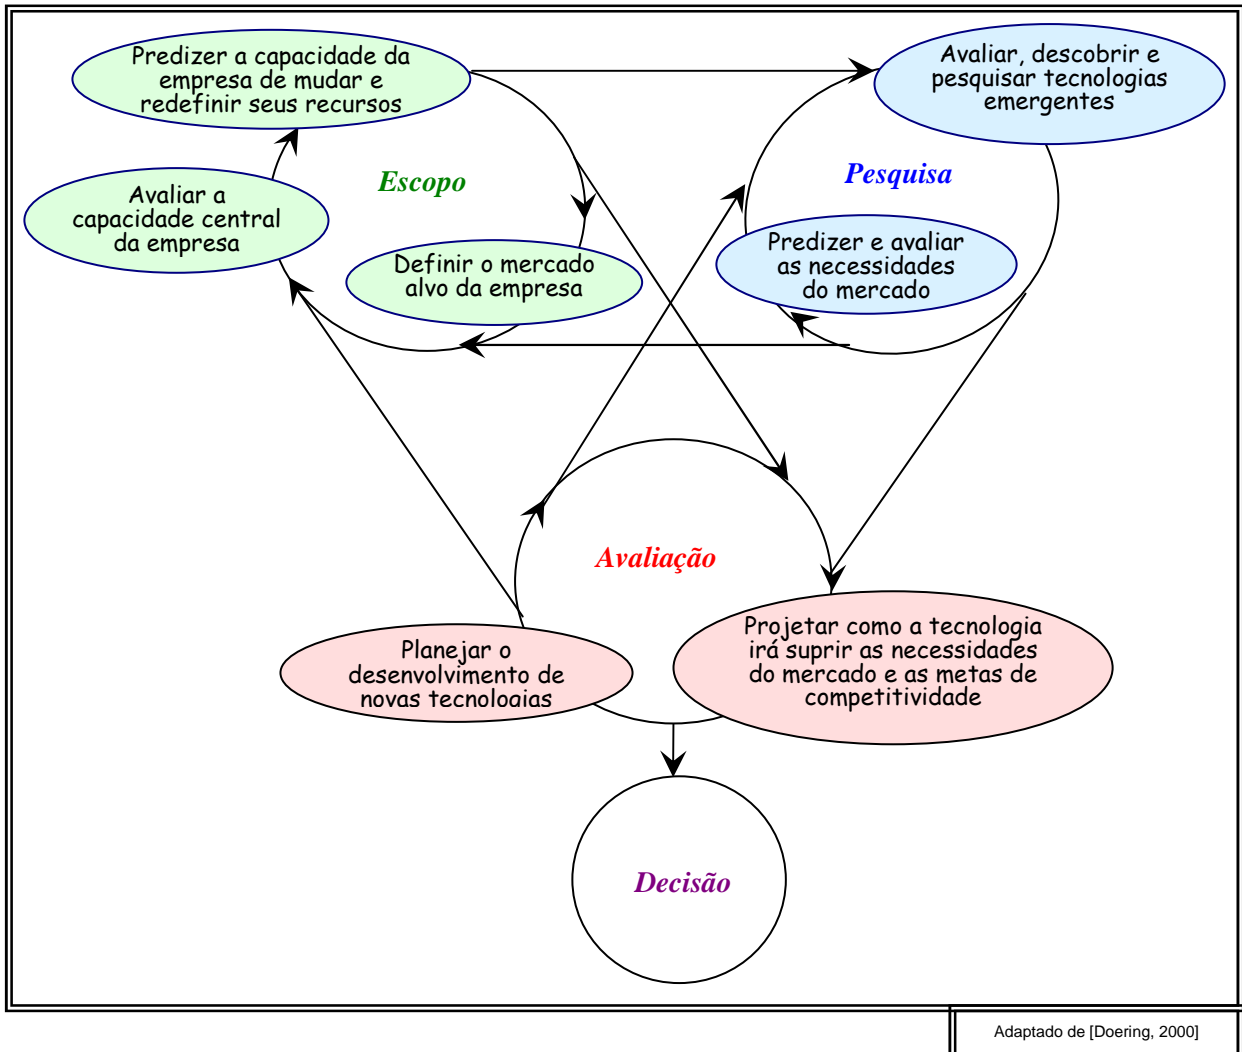 Predizer a capacidade da
empresa de mudar e
redefinir seus recursos
Avaliar, descobrir e
pesquisar tecnologias
emergentes
Escopo
Pesquisa
Avaliar a
capacidade central
da empresa
Definir o mercado
alvo da empresa
Predizer e avaliar
as necessidades
do mercado
Avaliação
Planejar o
desenvolvimento de
novas tecnologias
Projetar como a tecnologia
irá suprir as necessidades
do mercado e as metas de
competitividade
Decisão
Adaptado de [Doering, 2000]